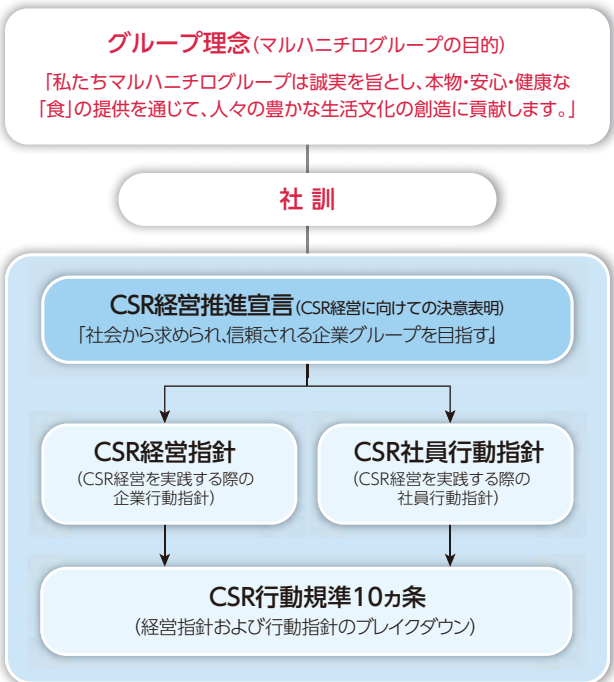 グループ理念(マルハニチログループの目的)
「私たちマルハニチログループは誠実を旨とし、本物・安心・健康な
「食」の提供を通じて、人々の豊かな生活文化の創造に貢献します。」
社 訓
CSR経営推進宣言(CSR経営に向けての決意表明)
「社会から求められ、信頼される企業グループを目指す」
CSR経営指針
(CSR経営を実践する際の
企業行動指針)
CSR社員行動指針
(CSR経営を実践する際の
社員行動指針)
CSR行動規準10ヵ条
(経営指針および行動指針のブレイクダウン)